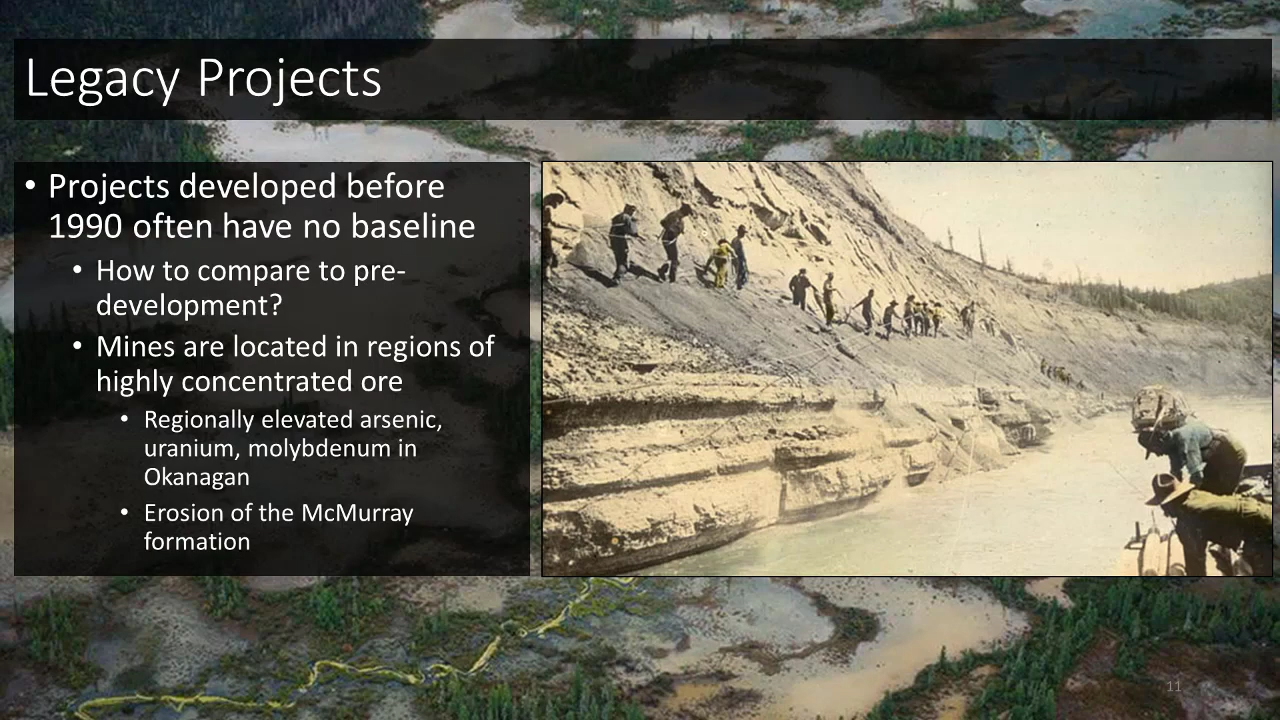 Legacy Projects
• Projects developed before
1990 often have no baseline
• How to compare to pre-
development?
• Mines are located in regions of
highly concentrated ore
• Regionally elevated arsenic,
uranium, molybdenum in
Okanagan
• Erosion of the McMurray
formation
11